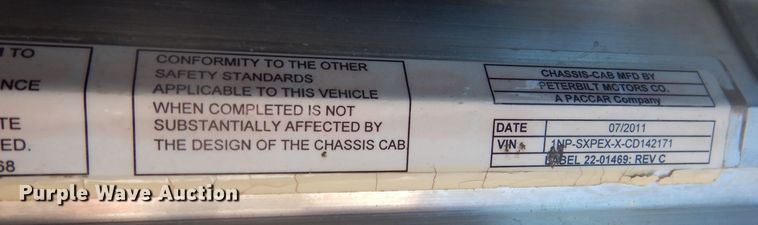 M TO
ANCE
TE
ED.
68
CONFORMITY TO THE OTHER
SAFETY STANDARDS
APPLICABLE TO THIS VEHICLE
WHEN COMPLETED IS NOT
SUBSTANTIALLY AFFECTED BY
THE DESIGN OF THE CHASSIS CAB
CHASSIS-CAB MFD BY
PETERBILT MOTORS CO.
A PACCAR Company
DATE 07/2011
VIN 1NP-SXPEX-X-CD142171
LABEL 22-01469: REV C
Purple Wave Auction